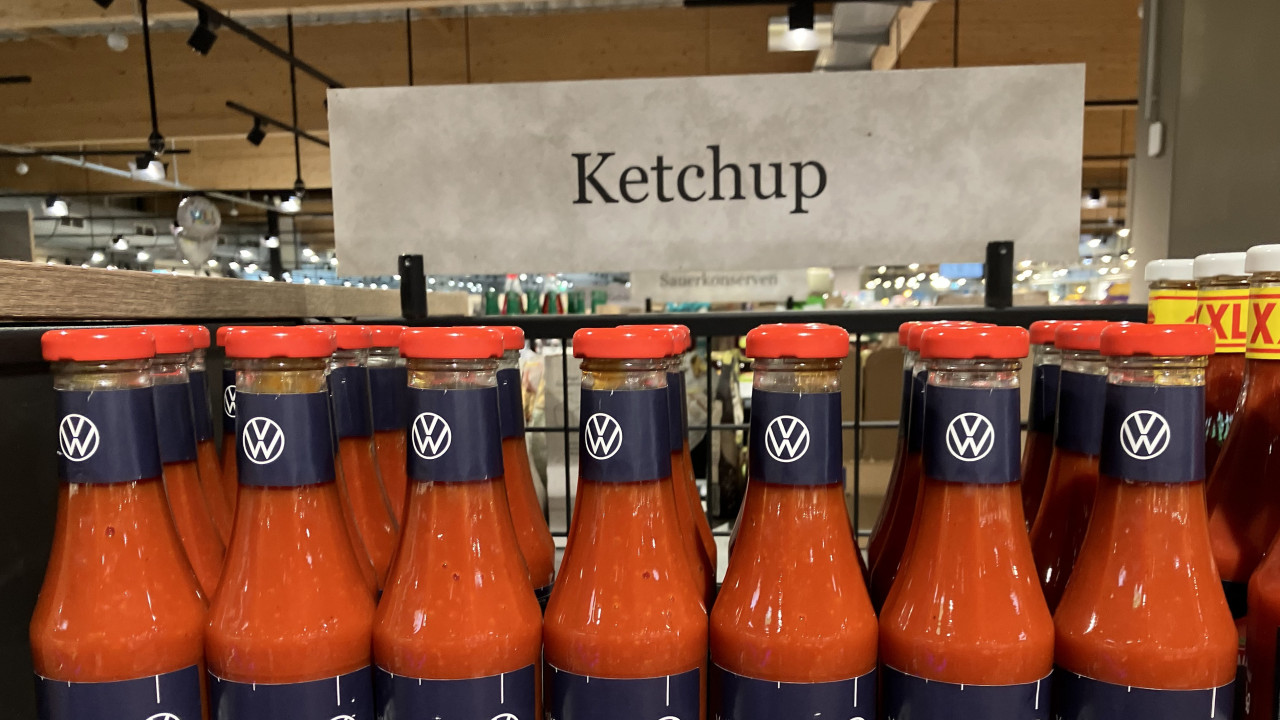 Ketchup
Sauerkonserven
XXL
X